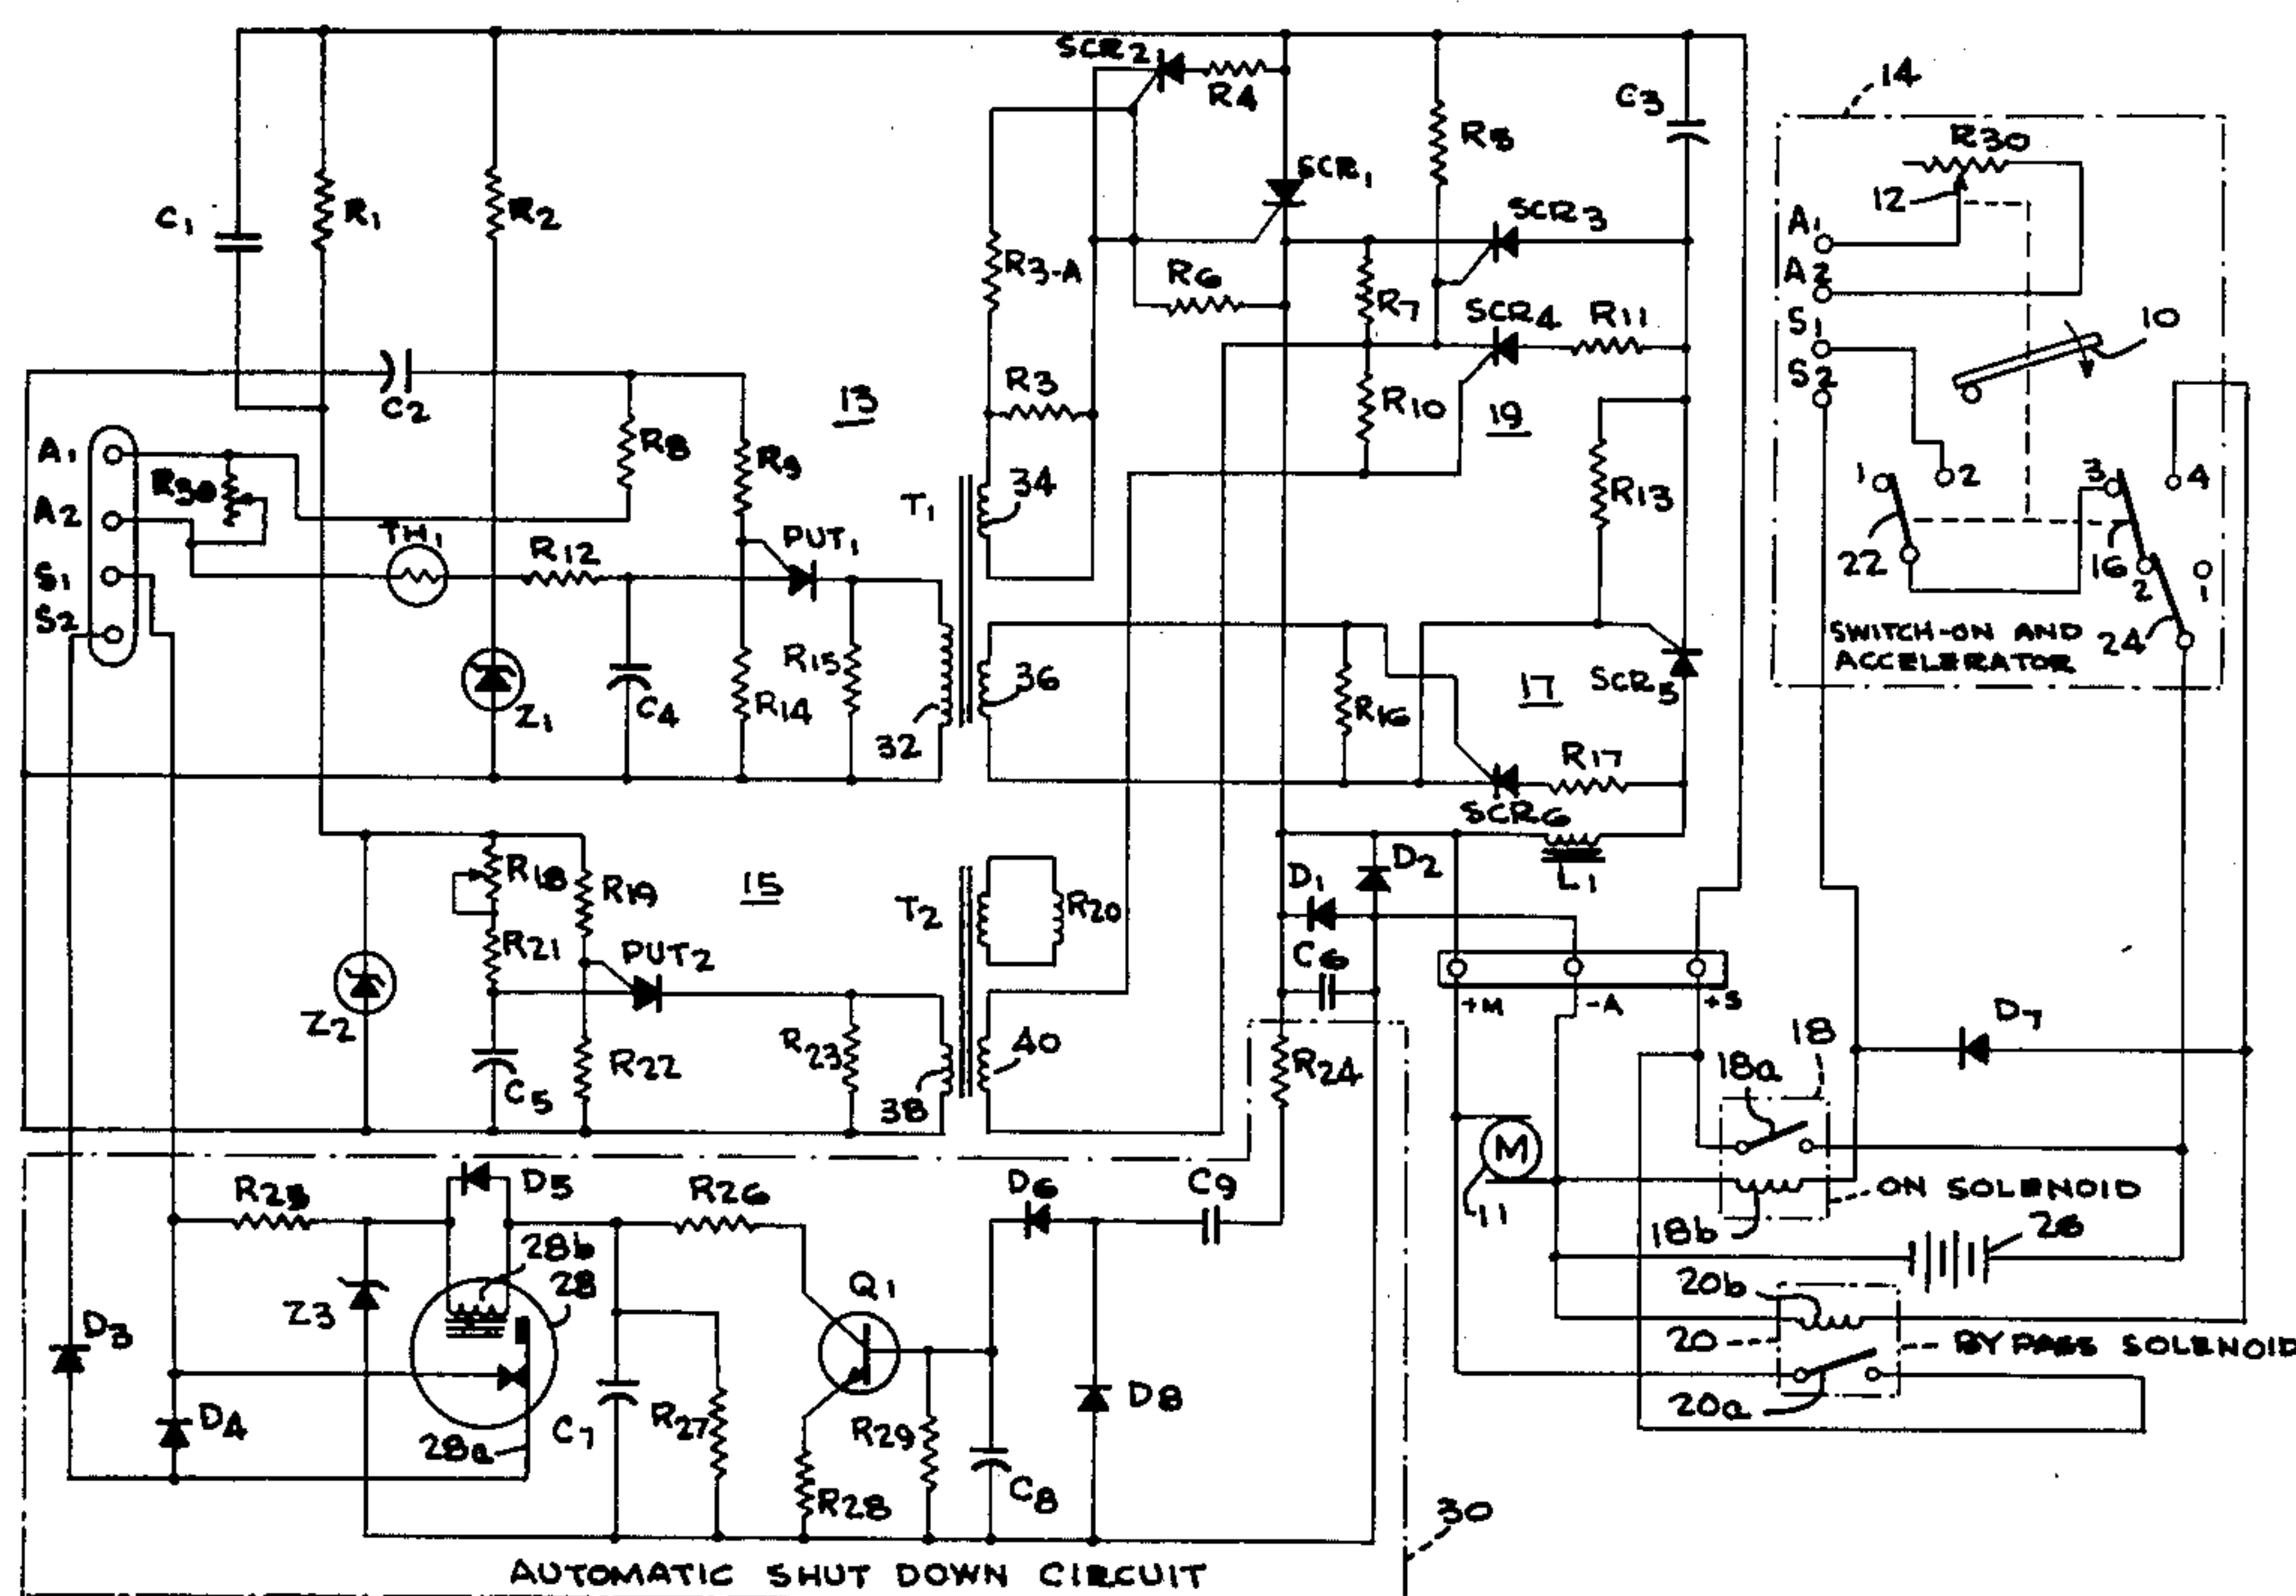 SCR2
R4
14
C3
R30
R5
SCR1
C1
R1
R2
12
SCR3
A1
R3-A
R6
A2
R7
SCR4
R11
S1
10
C2
13
R3
S2
R10
19
R8
A1
R9
3
4
R30
T1
34
1
2
R13
A2
TH1
PUT1
R12
22
16
S1
2
1
S2
R15
SWITCH-ON AND
ACCELERATOR
24
36
SCR5
17
Z1
C4
R14
R16
32
R17
SCR6
D2
R18
R19
15
D1
L1
T2
R20
R21
PUT2
C6
+M
-A
+S
Z2
D7
R23
40
18
R22
R24
18a
C5
38
M
R25
D5
R26
D6
C9
ON SOLENOID
11
28b
18b
26
28
Q1
20b
Z3
D3
20
BY PASS SOLENOID
D8
D4
C7
R27
20a
28a
R29
R28
C8
30
AUTOMATIC SHUT DOWN CIRCUIT